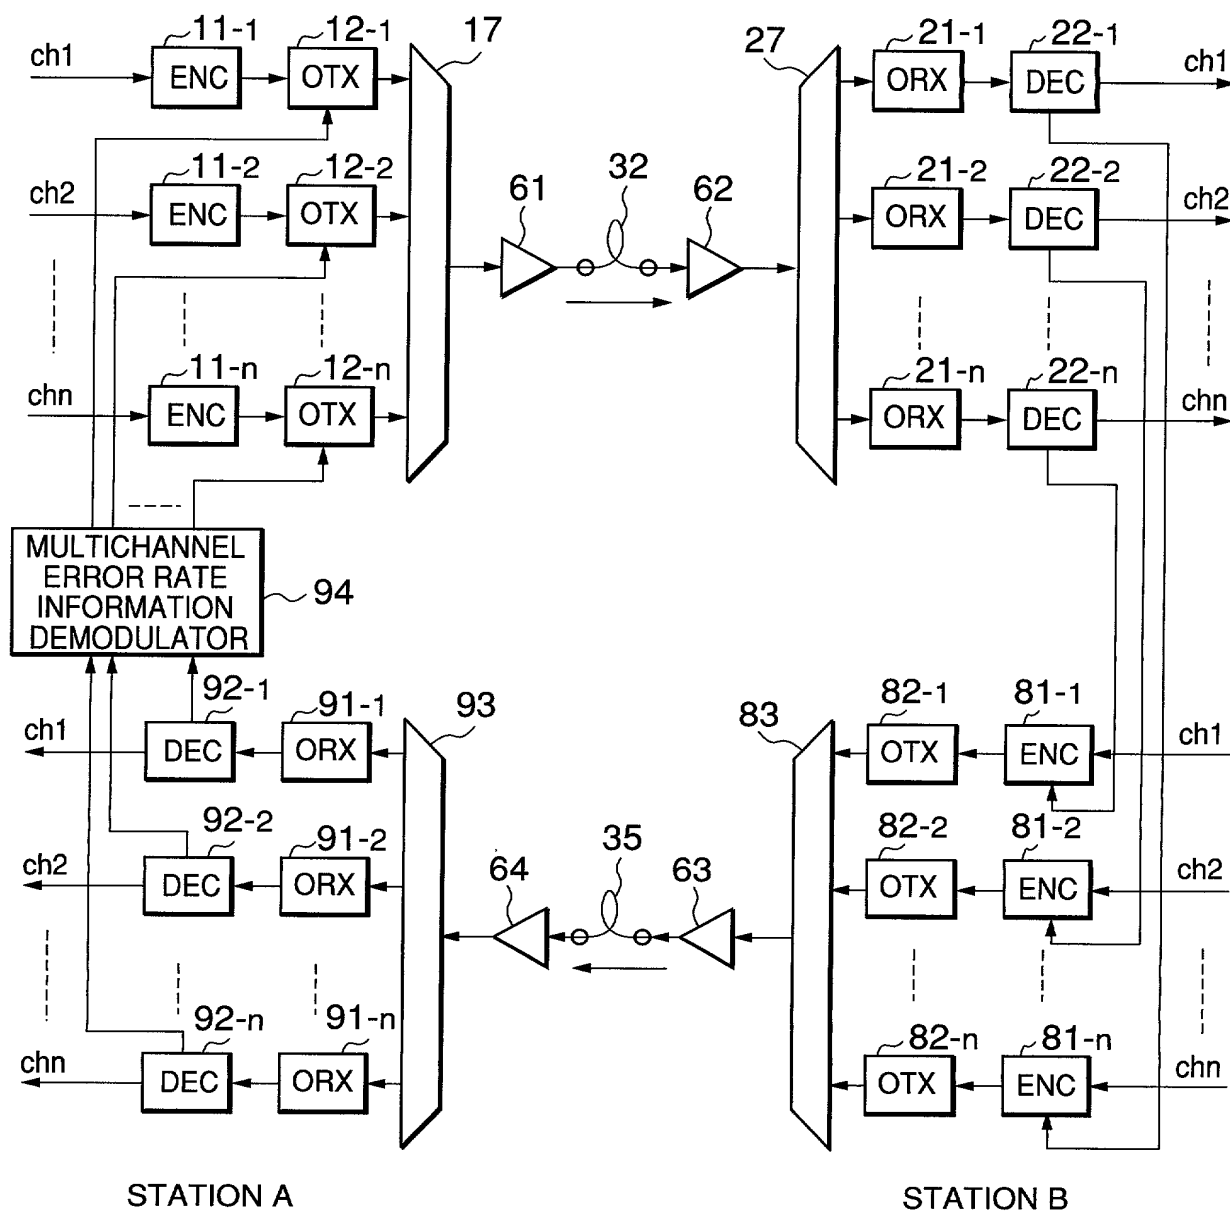 11-1 12-1 17 27 21-1 22-1
ch1 ENC OTX ORX DEC ch1
11-2 12-2 61 32 62 21-2 22-2
ch2 ENC OTX ORX DEC ch2
11-n 12-n 21-n 22-n
chn ENC OTX ORX DEC chn
MULTICHANNEL
ERROR RATE
INFORMATION
DEMODULATOR
94
92-1 91-1 93 83 82-1 81-1
ch1 DEC ORX OTX ENC ch1
92-2 91-2 64 35 63 82-2 81-2
ch2 DEC ORX OTX ENC ch2
92-n 91-n 82-n 81-n
chn DEC ORX OTX ENC chn
STATION A STATION B